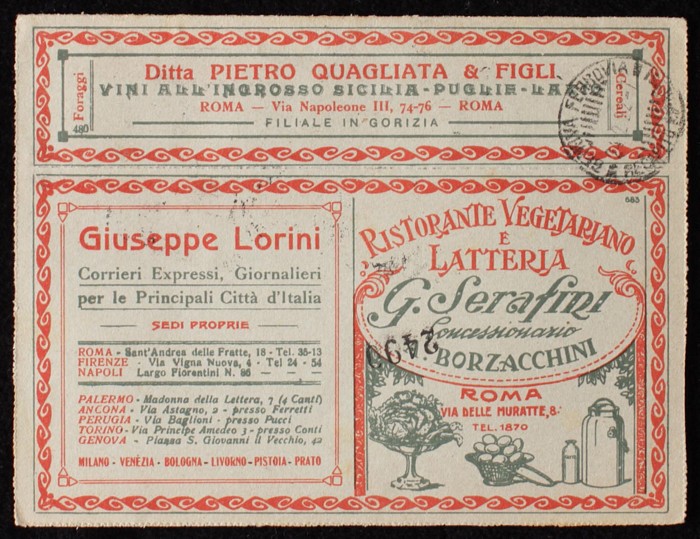 Foraggi
480
Ditta PIETRO QUAGLIATA & FIGLI
VINI ALL'INGROSSO SICILIA-PUGLIA-LA
ROMA — Via Napoleone III, 74-76 — ROMA
FILIALE IN GORIZIA
Cereali
Giuseppe Lorini
Corrieri Espressi, Giornalieri
per le Principali Città d'Italia
SEDI PROPRIE
ROMA - Sant'Andrea delle Fratte, 18 - Tel. 35-13
FIRENZE - Via Vigna Nuova, 4 - Tel 24 - 54
NAPOLI Largo Fiorentini N. 86 - - -
PALERMO - Madonna della Lettera, 7 (4 Canti)
ANCONA - Via Astagno, 2 - presso Ferretti
PERUGIA - Via Baglioni - presso Pucci
TORINO - Via Principe Amedeo 3 - presso Conti
GENOVA - Piazza S. Giovanni il Vecchio, 42
MILANO - VENEZIA - BOLOGNA - LIVORNO - PISTOIA - PRATO
683
RISTORANTE VEGETARIANO
E
LATTERIA
G. Serafini
Concessionario
BORZACCHINI
2499
ROMA
VIA DELLE MURATTE, 8
TEL. 1870